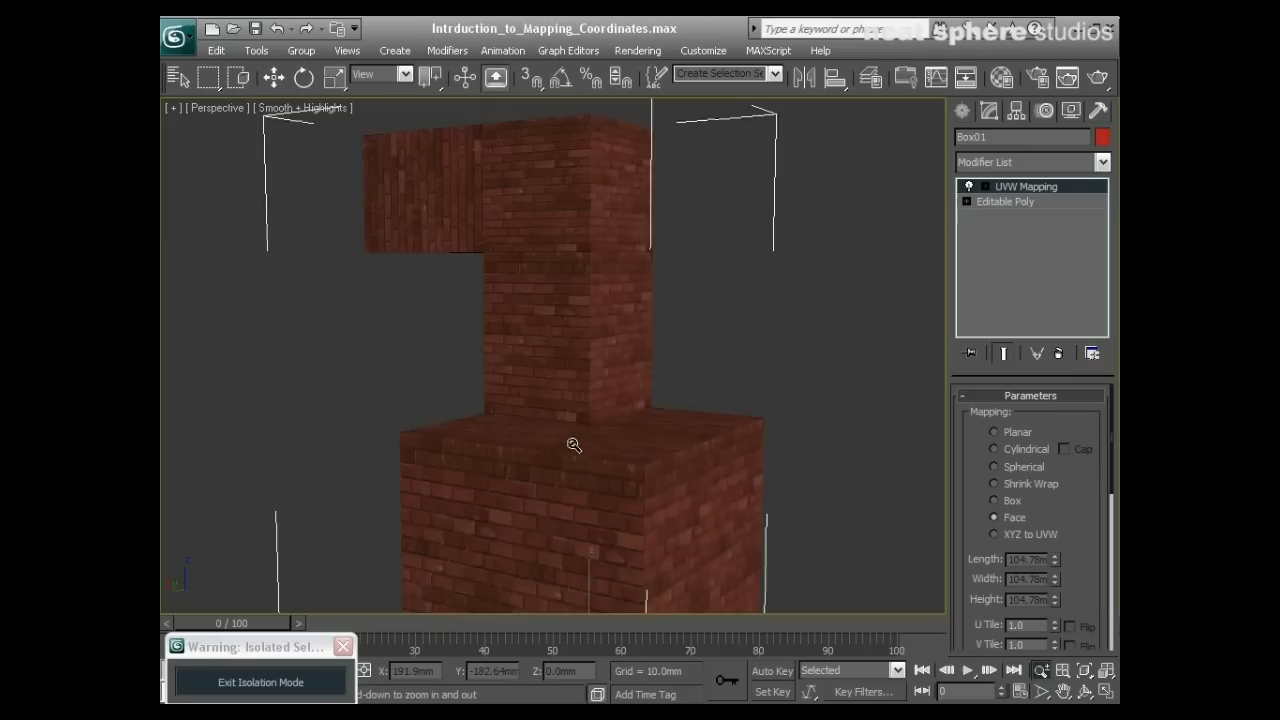 Intrduction_to_Mapping_Coordinates.max
Type a keyword or phrase
sphere studios
Edit Tools Group Views Create Modifiers Animation Graph Editors Rendering Customize MAXScript Help
View
3
%
ABC
Create Selection Se
[ + ] [ Perspective ] [ Smooth + Highlights ]
Box01
Modifier List
UVW Mapping
Editable Poly
Parameters
Mapping:
Planar
Cylindrical Cap
Spherical
Shrink Wrap
Box
Face
XYZ to UVW
Length: 104.78m
Width: 104.78m
Height: 104.78m
U Tile: 1.0 Flip
V Tile: 1.0 Flip
z
0 / 100
Warning: Isolated Sel...
Exit Isolation Mode
30 40 50 60 70 80 90 100
X: 191.9mm Y: -182.64mm Z: 0.0mm Grid = 10.0mm
Auto Key Selected
d-down to zoom in and out Add Time Tag
Set Key Key Filters... 0